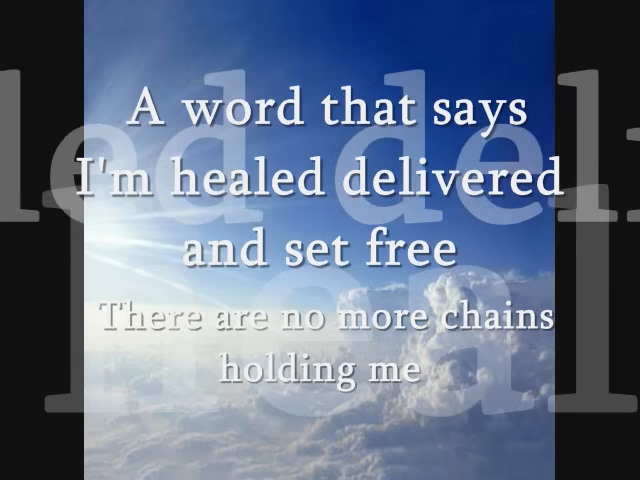 A word that says
I'm healed delivered
and set free
There are no more chains
holding me